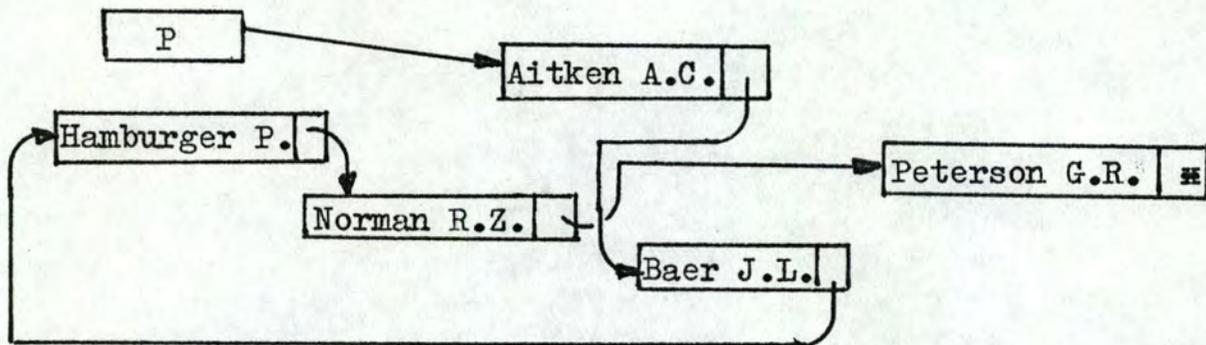 P
Aitken A.C.
Hamburger P.
Peterson G.R.
Norman R.Z.
Baer J.L.